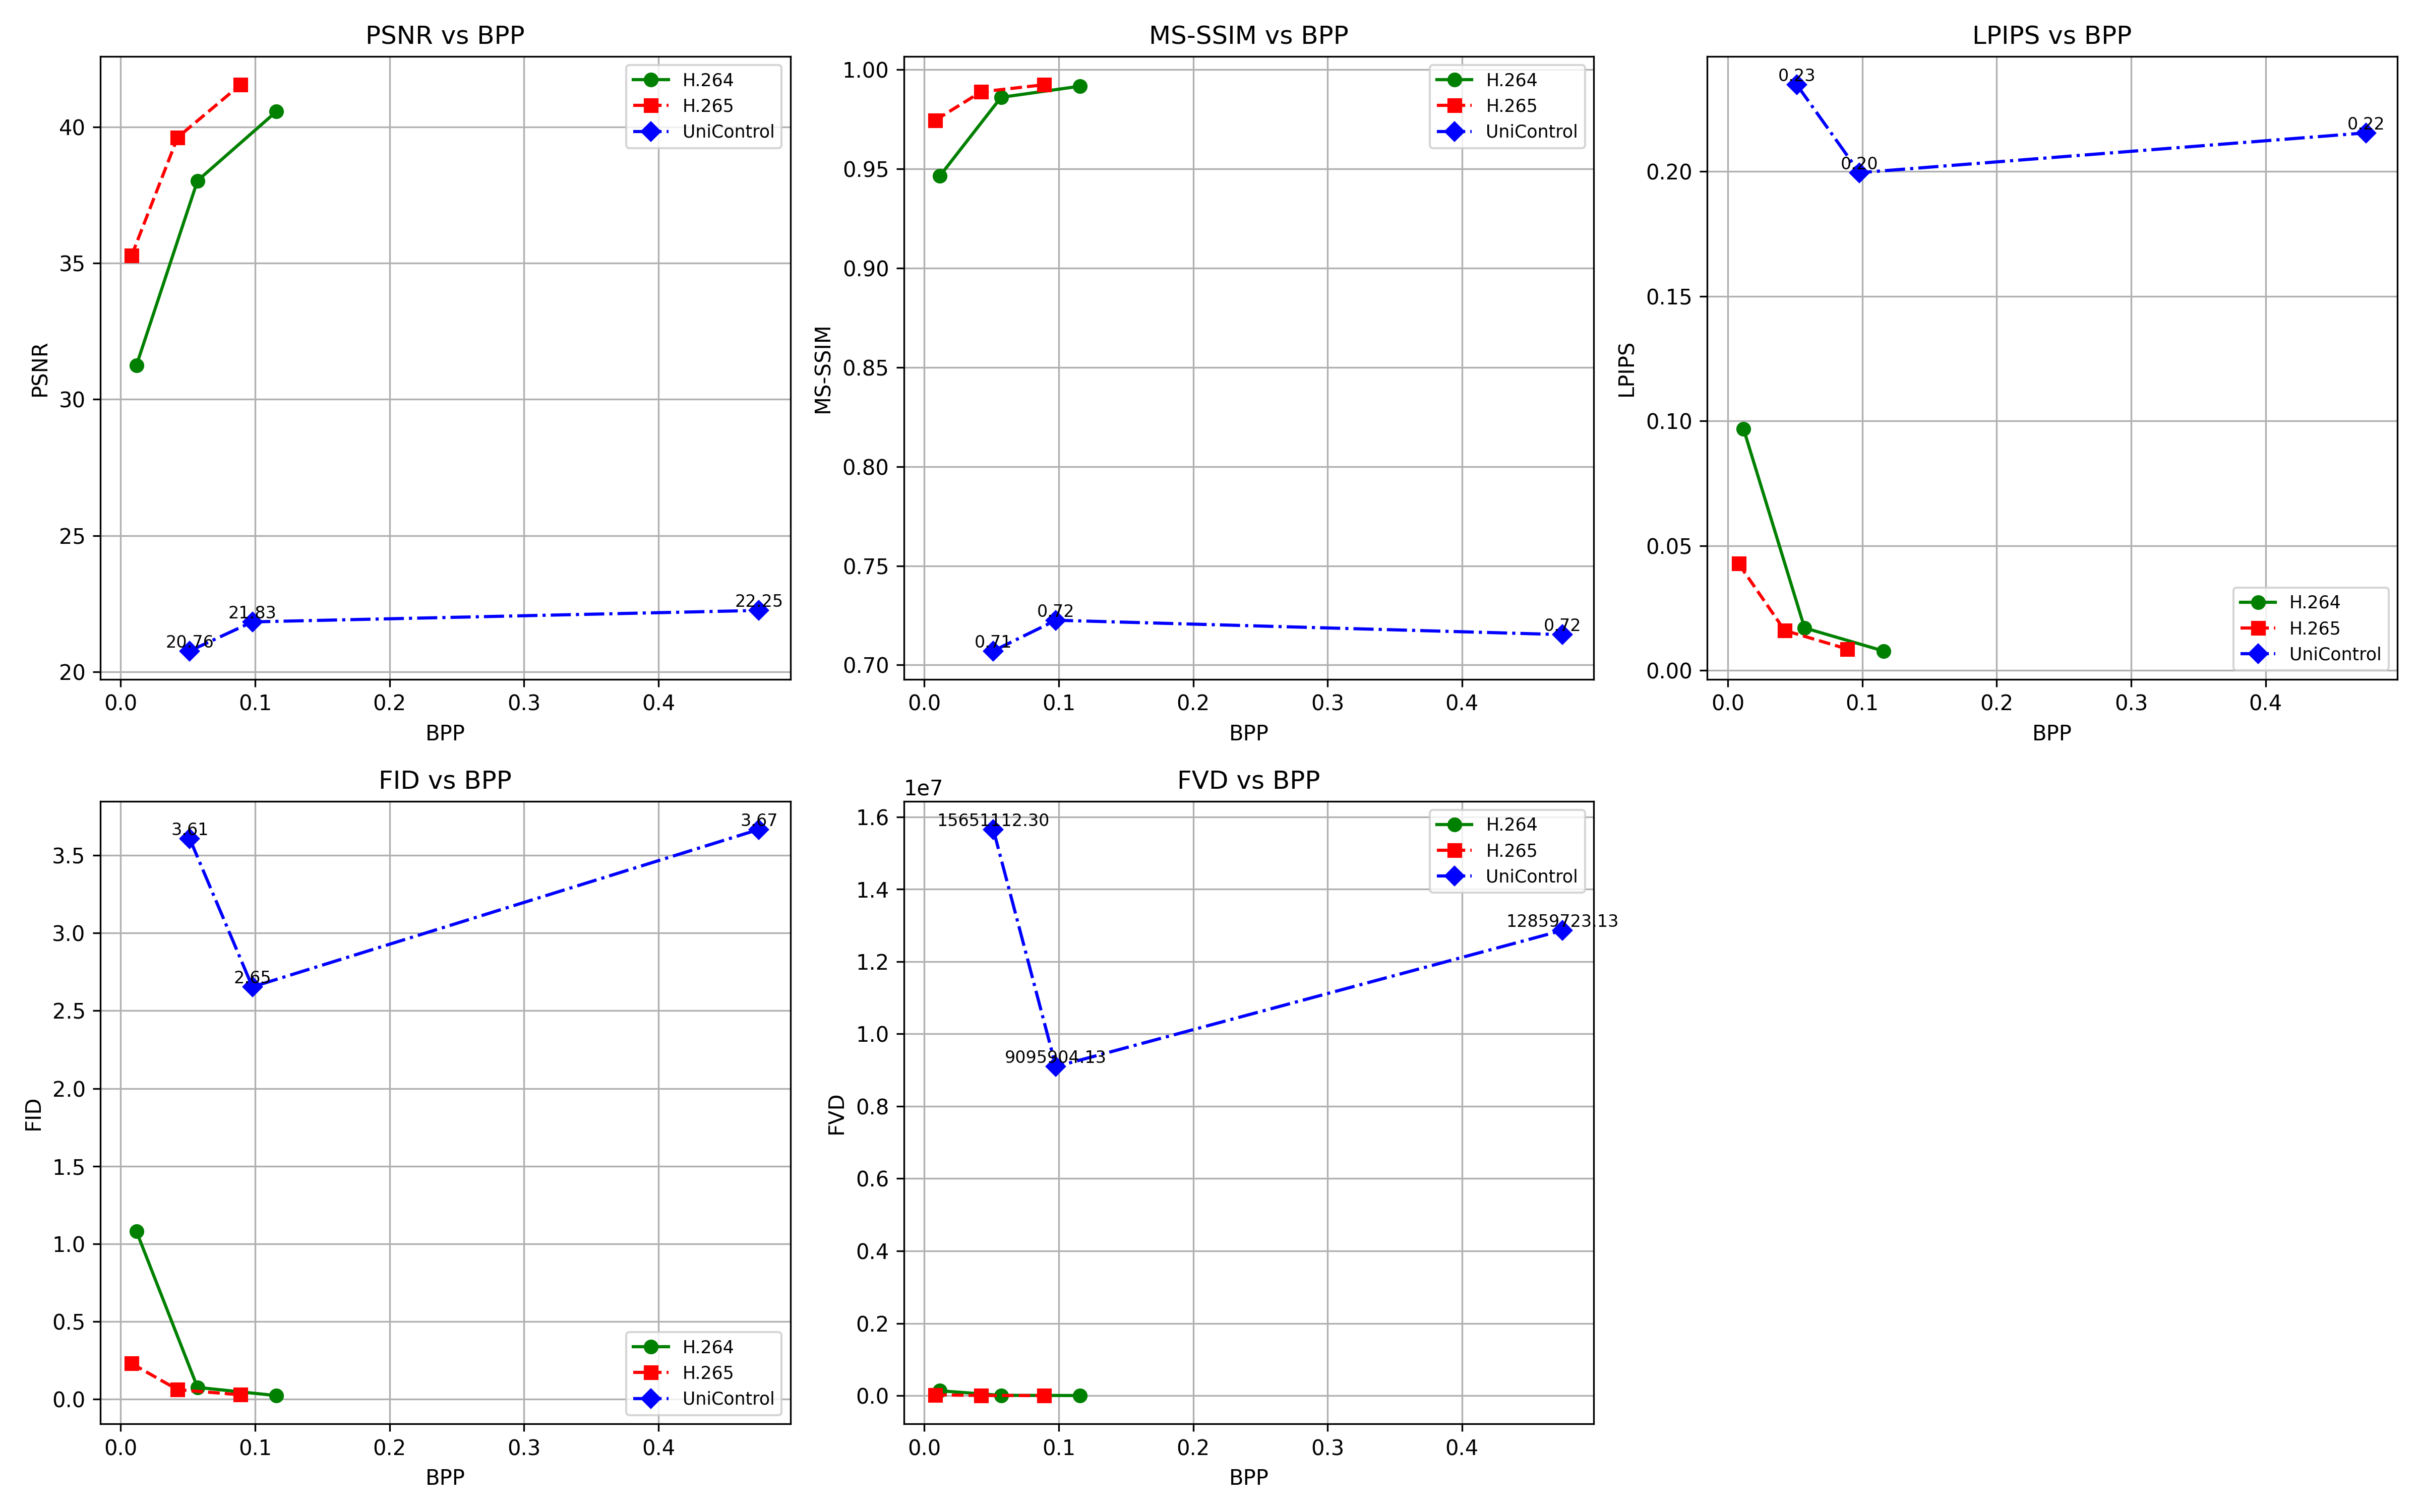 PSNR vs BPP
40
35
30
25
20
PSNR
0.0 0.1 0.2 0.3 0.4
BPP
H.264
H.265
UniControl
20.76
21.83
22.25
MS-SSIM vs BPP
1.00
0.95
0.90
0.85
0.80
0.75
0.70
MS-SSIM
0.0 0.1 0.2 0.3 0.4
BPP
H.264
H.265
UniControl
0.71
0.72
0.72
LPIPS vs BPP
0.20
0.15
0.10
0.05
0.00
LPIPS
0.0 0.1 0.2 0.3 0.4
BPP
0.23
0.20
0.22
H.264
H.265
UniControl
FID vs BPP
3.5
3.0
2.5
2.0
1.5
1.0
0.5
0.0
FID
0.0 0.1 0.2 0.3 0.4
BPP
3.61
2.65
3.67
H.264
H.265
UniControl
FVD vs BPP
1e7
1.6
1.4
1.2
1.0
0.8
0.6
0.4
0.2
0.0
FVD
0.0 0.1 0.2 0.3 0.4
BPP
H.264
H.265
UniControl
15651112.30
9095904.13
12859723.13